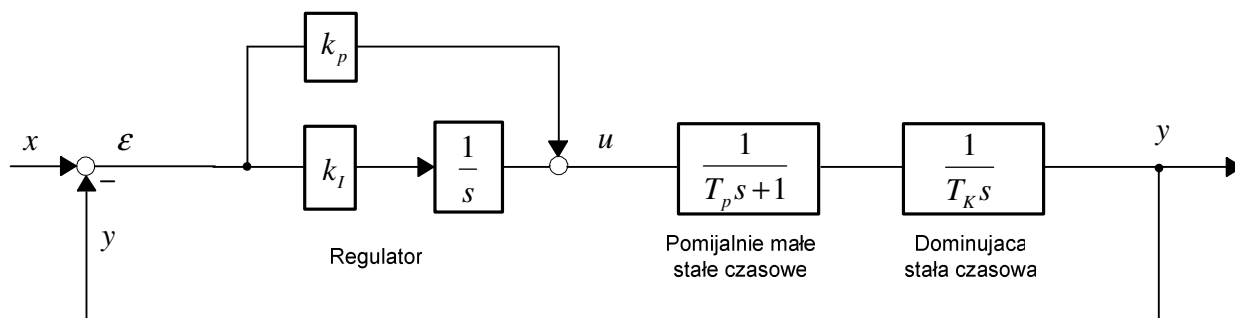 k_p
x
ε
k_I
1
s
u
1
T_p s + 1
1
T_K s
y
−
y
Regulator
Pomijalnie małe
stałe czasowe
Dominujaca
stała czasowa